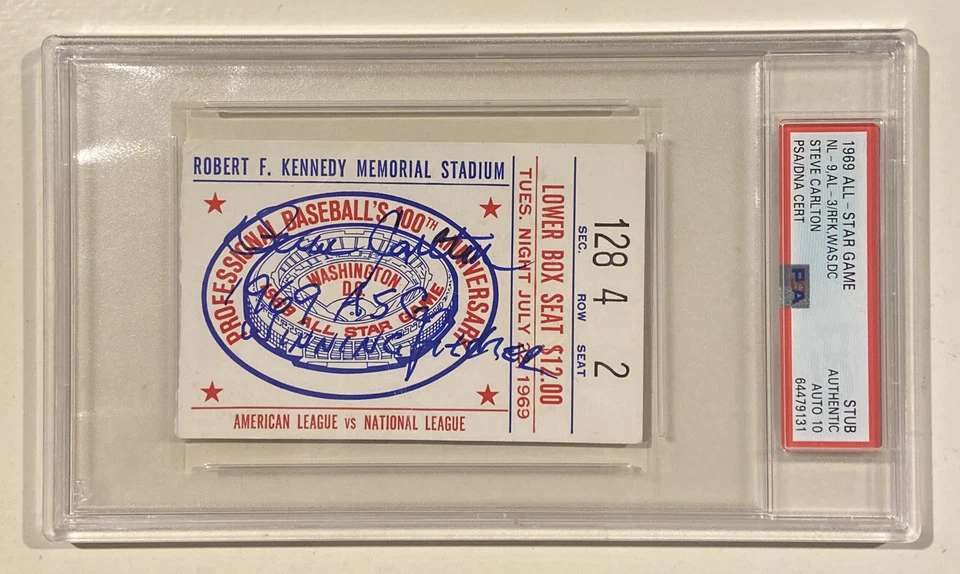 ROBERT F. KENNEDY MEMORIAL STADIUM
PROFESSIONAL BASEBALL'S 100TH ANNIVERSARY
WASHINGTON
1969 ALL STAR GAME
Steve Carlton
1969 ASG
WINNING Pitcher
AMERICAN LEAGUE vs NATIONAL LEAGUE
TUES. NIGHT JULY 1969
LOWER BOX SEAT $12.00
SEC. ROW SEAT
128 4 2
1969 ALL-STAR GAME STUB
NL-9,AL-3/RFK,WAS,DC AUTHENTIC
STEVE CARLTON AUTO 10
PSA/DNA CERT 64479131
PSA